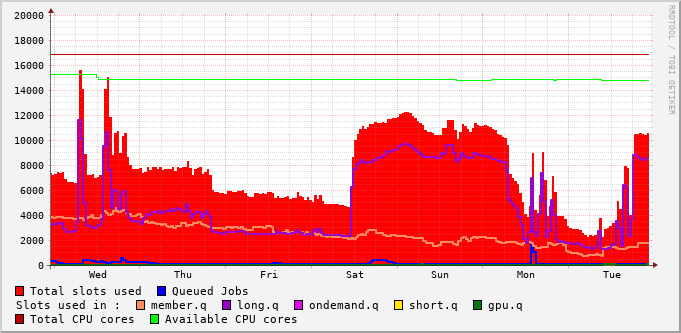 20000
18000
16000
14000
12000
10000
8000
6000
4000
2000
0
Wed Thu Fri Sat Sun Mon Tue
RRDTOOL / TOBI OETIKER
Total slots used Queued Jobs
Slots used in : member.q long.q ondemand.q short.q gpu.q
Total CPU cores Available CPU cores